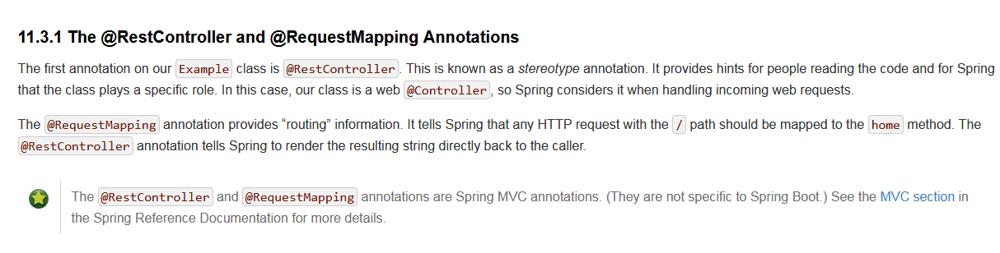 11.3.1 The @RestController and @RequestMapping Annotations
The first annotation on our Example class is @RestController. This is known as a stereotype annotation. It provides hints for people reading the code and for Spring
that the class plays a specific role. In this case, our class is a web @Controller, so Spring considers it when handling incoming web requests.
The @RequestMapping annotation provides “routing” information. It tells Spring that any HTTP request with the / path should be mapped to the home method. The
@RestController annotation tells Spring to render the resulting string directly back to the caller.
The @RestController and @RequestMapping annotations are Spring MVC annotations. (They are not specific to Spring Boot.) See the MVC section in
the Spring Reference Documentation for more details.